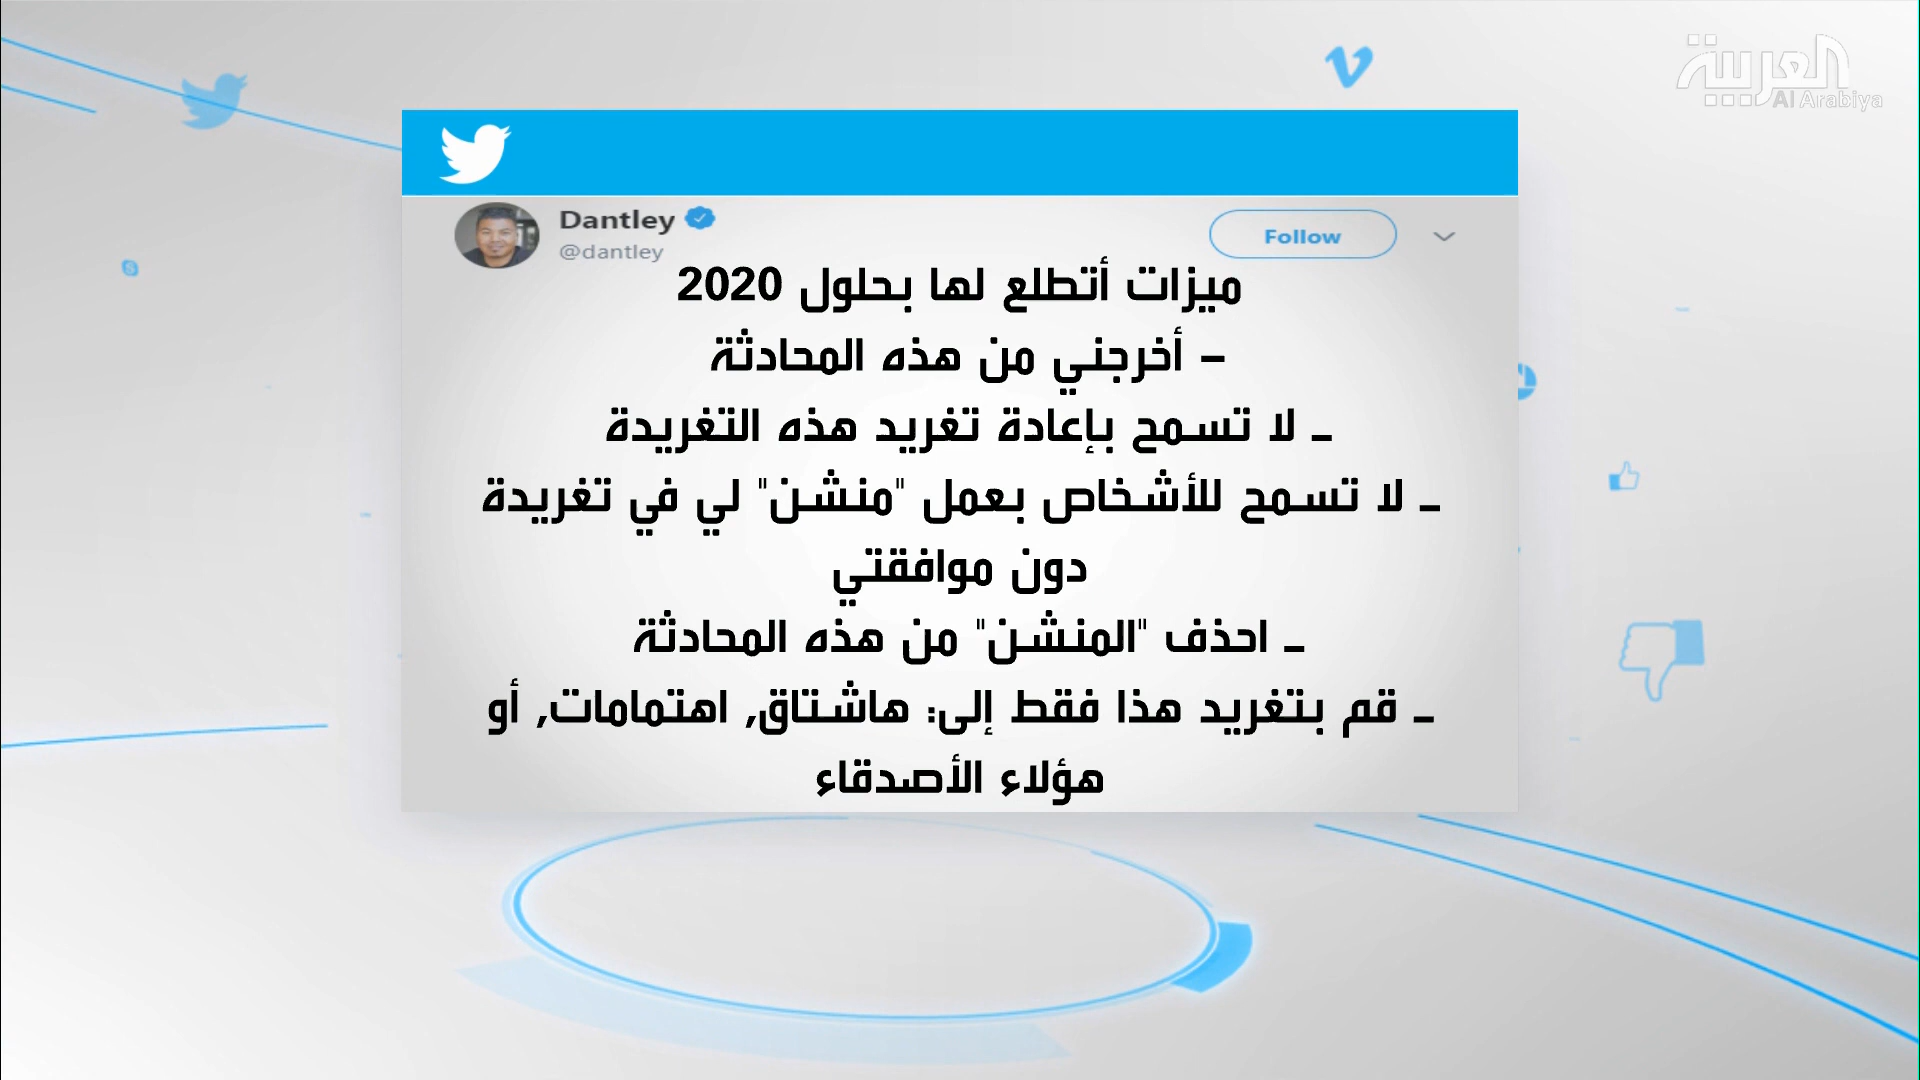 العربية
Al Arabiya
Dantley
@dantley
Follow
ميزات أتطلع لها بحلول 2020
– أخرجني من هذه المحادثة
ـ لا تسمح بإعادة تغريد هذه التغريدة
ـ لا تسمح للأشخاص بعمل "منشن" لي في تغريدة
دون موافقتي
ـ احذف "المنشن" من هذه المحادثة
ـ قم بتغريد هذا فقط إلى: هاشتاق, اهتمامات, أو
هؤلاء الأصدقاء